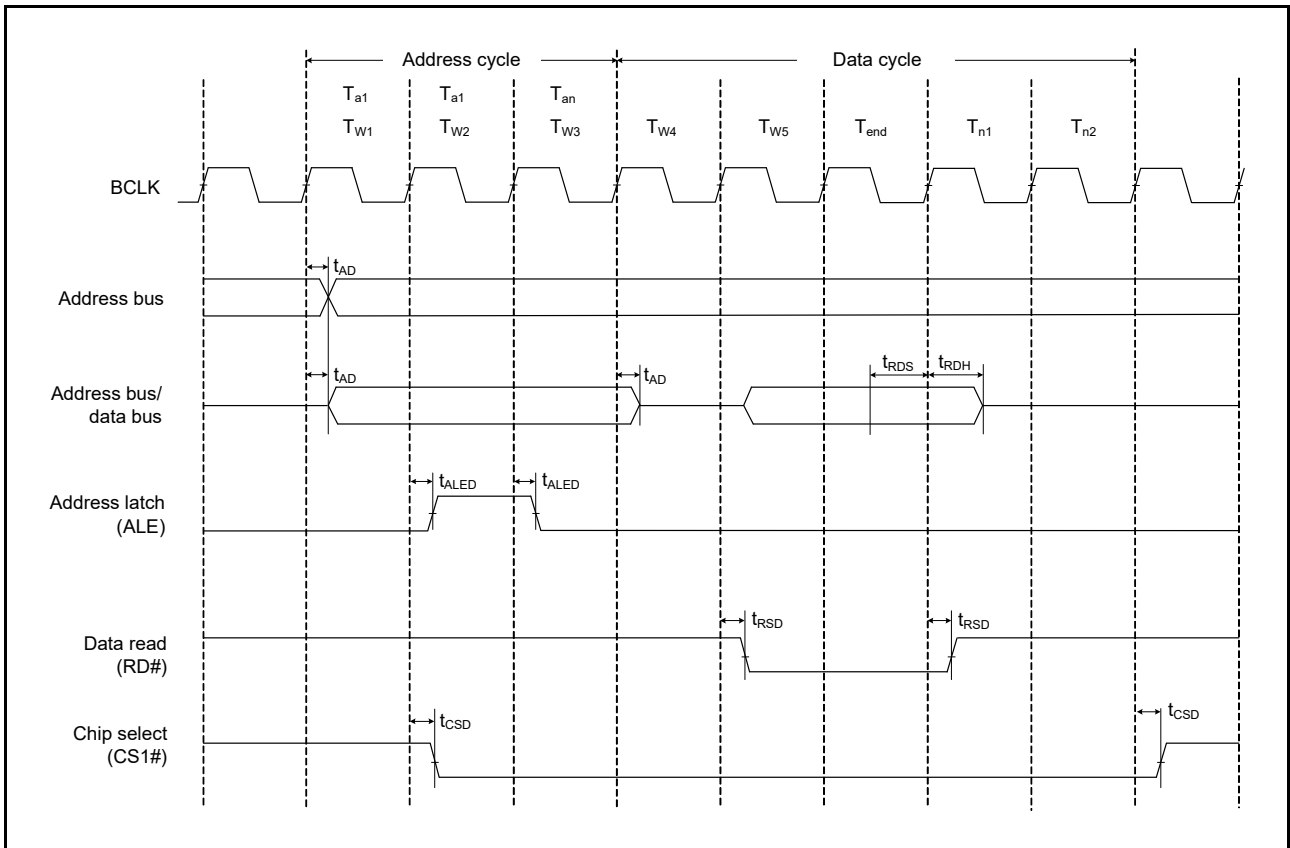 Address cycle Data cycle
Ta1 Ta1 Tan
TW1 TW2 TW3 TW4 TW5 Tend Tn1 Tn2
BCLK
tAD
Address bus
tAD tAD tRDS tRDH
Address bus/
data bus
tALED tALED
Address latch
(ALE)
tRSD tRSD
Data read
(RD#)
tCSD tCSD
Chip select
(CS1#)